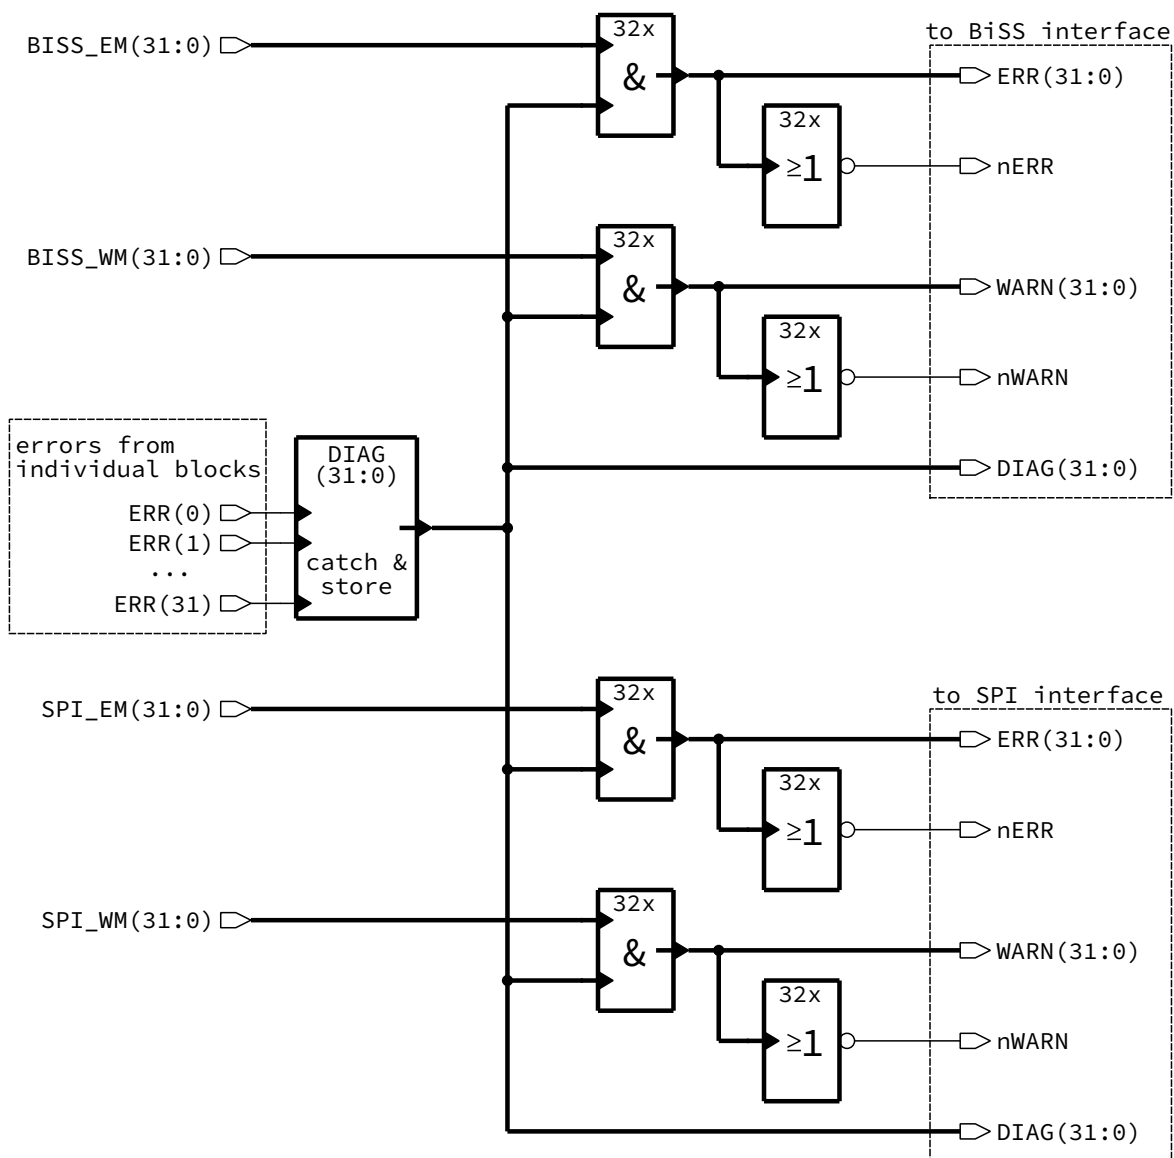 32x
to BiSS interface
BISS_EM(31:0)
&
ERR(31:0)
32x
≥1
nERR
32x
BISS_WM(31:0)
&
WARN(31:0)
32x
≥1
nWARN
errors from
individual blocks
DIAG
(31:0)
DIAG(31:0)
ERR(0)
ERR(1)
...
ERR(31)
catch &
store
32x
to SPI interface
SPI_EM(31:0)
&
ERR(31:0)
32x
≥1
nERR
32x
SPI_WM(31:0)
&
WARN(31:0)
32x
≥1
nWARN
DIAG(31:0)